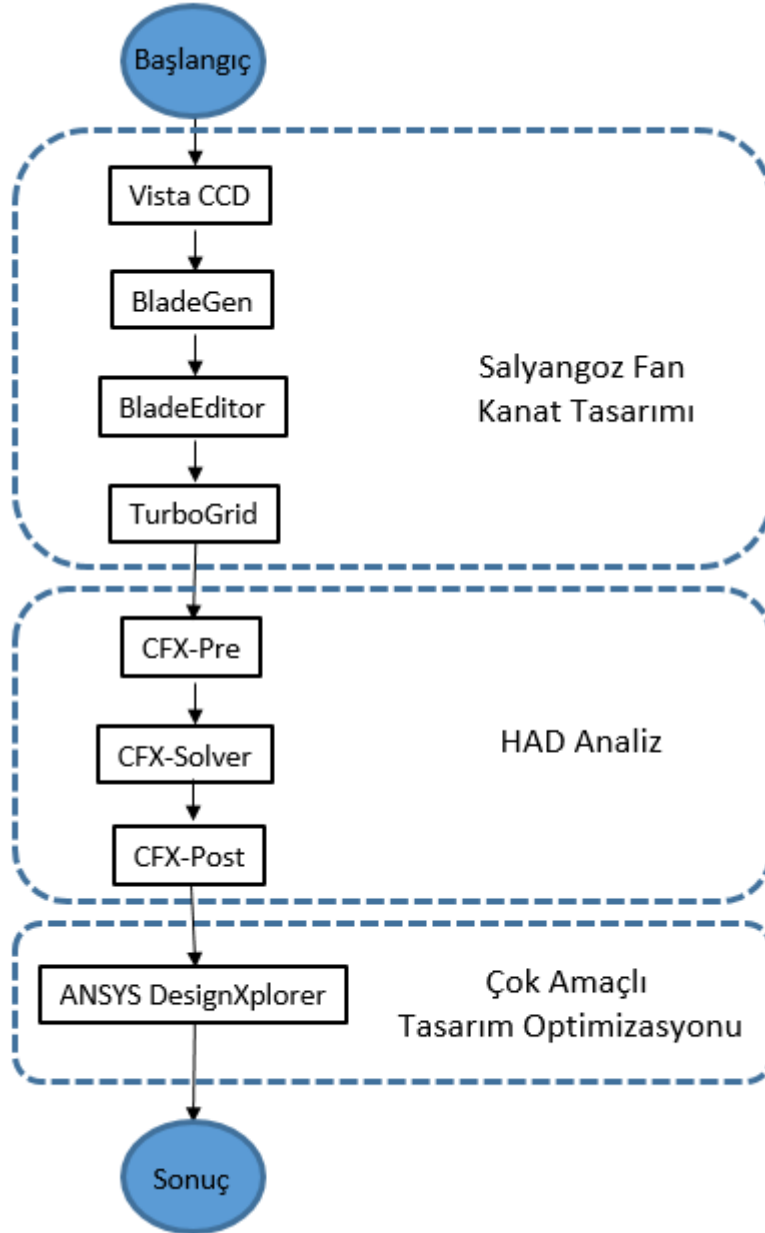 Başlangıç
Vista CCD
BladeGen
BladeEditor
TurboGrid
Salyangoz Fan
Kanat Tasarımı
CFX-Pre
CFX-Solver
CFX-Post
HAD Analiz
ANSYS DesignXplorer
Çok Amaçlı
Tasarım Optimizasyonu
Sonuç